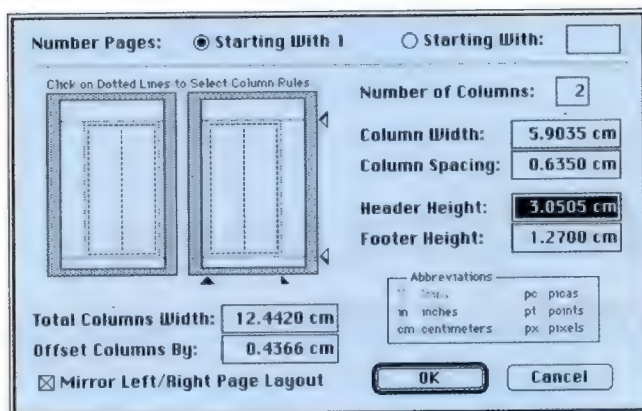 Number Pages: Starting With 1 Starting With:
Click on Dotted Lines to Select Column Rules
Number of Columns: 2
Column Width: 5.9035 cm
Column Spacing: 0.6350 cm
Header Height: 3.0505 cm
Footer Height: 1.2700 cm
Abbreviations
pc picas
in inches pt points
cm centimeters px pixels
Total Columns Width: 12.4420 cm
Offset Columns By: 0.4366 cm
Mirror Left/Right Page Layout
OK Cancel